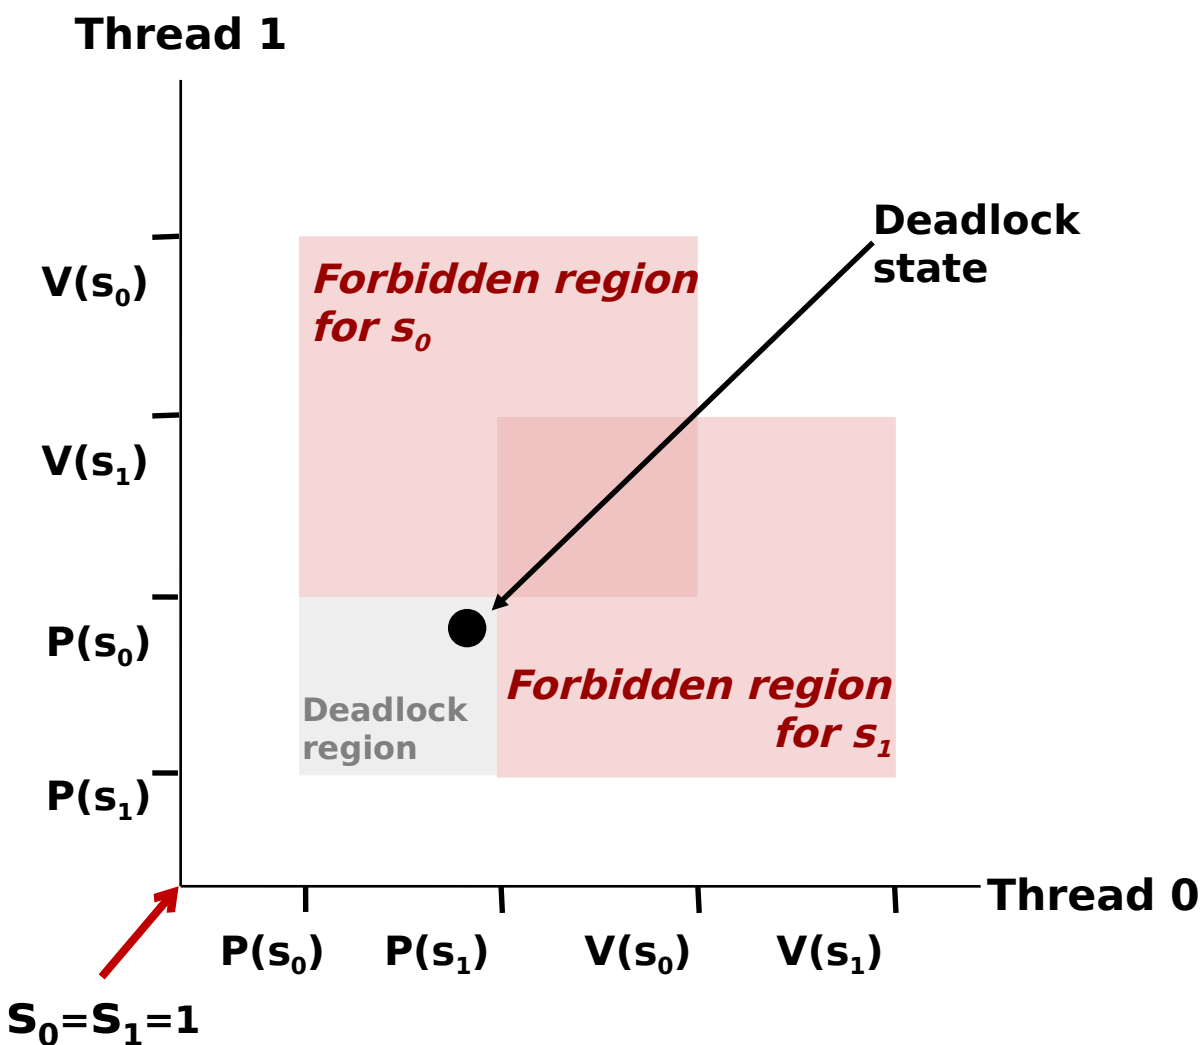 Thread 1
Deadlock
state
V(s₀)
Forbidden region
for s₀
V(s₁)
P(s₀)
Forbidden region
for s₁
Deadlock
region
P(s₁)
Thread 0
P(s₀) P(s₁) V(s₀) V(s₁)
s₀=s₁=1